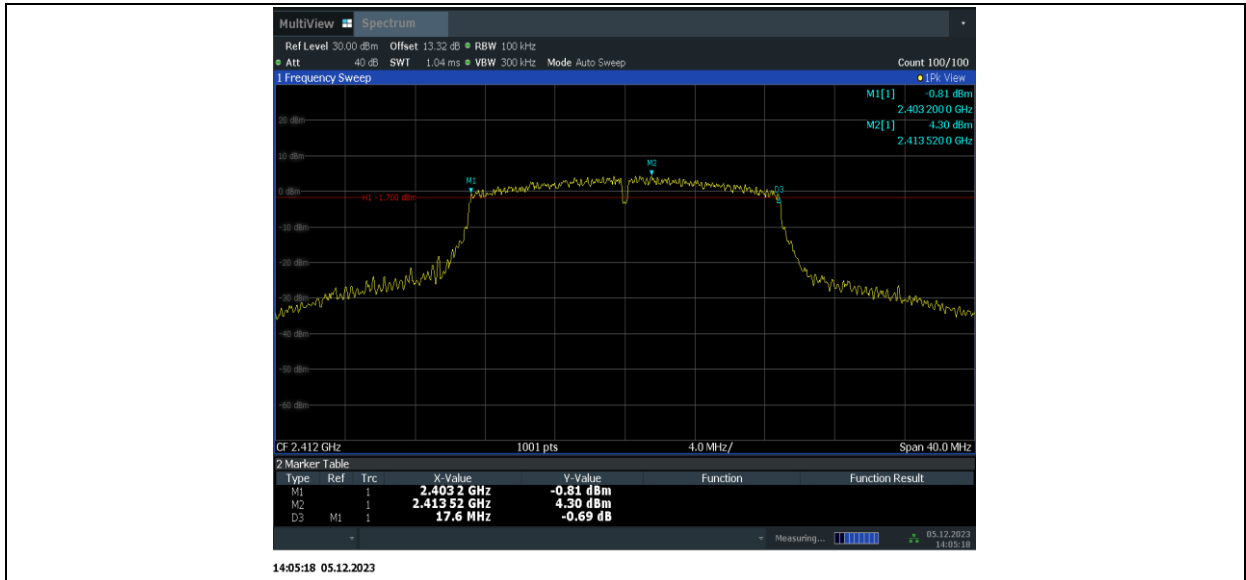 MultiView Spectrum
Ref Level 30.00 dBm Offset 13.32 dB RBW 100 kHz
Att 40 dB SWT 1.04 ms VBW 300 kHz Mode Auto Sweep Count 100/100
1 Frequency Sweep 1Pk View
M1[1] -0.81 dBm
2.403 200 0 GHz
20 dBm
M2[1] 4.30 dBm
2.413 520 0 GHz
10 dBm
M2
M1
D3
0 dBm
H1 -1.700 dBm
-10 dBm
-20 dBm
-30 dBm
-40 dBm
-50 dBm
-60 dBm
CF 2.412 GHz 1001 pts 4.0 MHz/ Span 40.0 MHz
2 Marker Table
Type Ref Trc X-Value Y-Value Function Function Result
M1 1 2.403 2 GHz -0.81 dBm
M2 1 2.413 52 GHz 4.30 dBm
D3 M1 1 17.6 MHz -0.69 dB
Measuring... 05.12.2023
14:05:18
14:05:18 05.12.2023